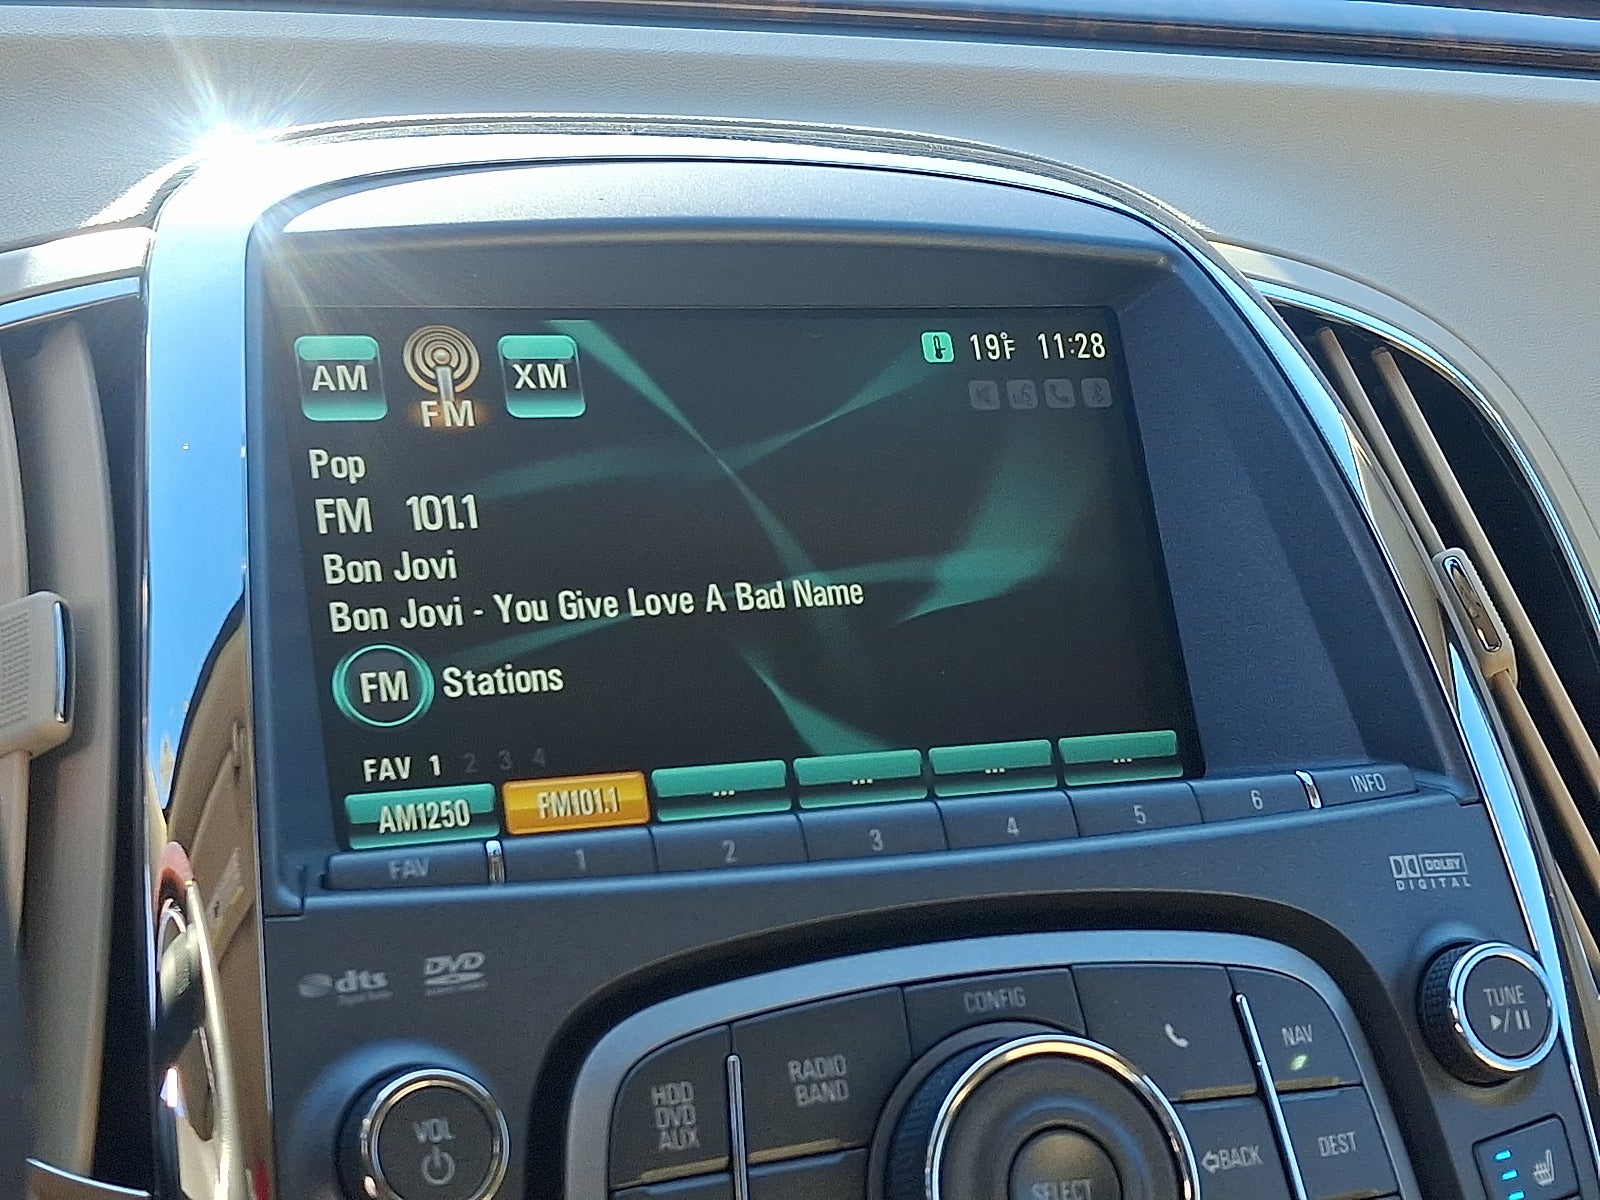 AM FM XM
19°F 11:28
Pop
FM 101.1
Bon Jovi
Bon Jovi - You Give Love A Bad Name
FM Stations
FAV 1 2 3 4
AM1250 FM101.1 ... ... ... ...
FAV 1 2 3 4 5 6 INFO
DOLBY
DIGITAL
dts DVD
CONFIG
TUNE
NAV
RADIO
BAND
HDD
DVD
AUX
VOL
BACK
DEST
SELECT